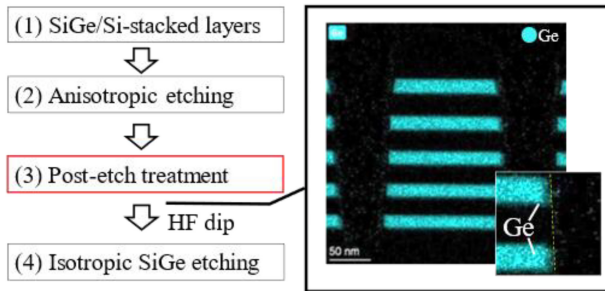 (1) SiGe/Si-stacked layers
(2) Anisotropic etching
(3) Post-etch treatment
HF dip
(4) Isotropic SiGe etching
Ge
Ge
Ge
50 nm